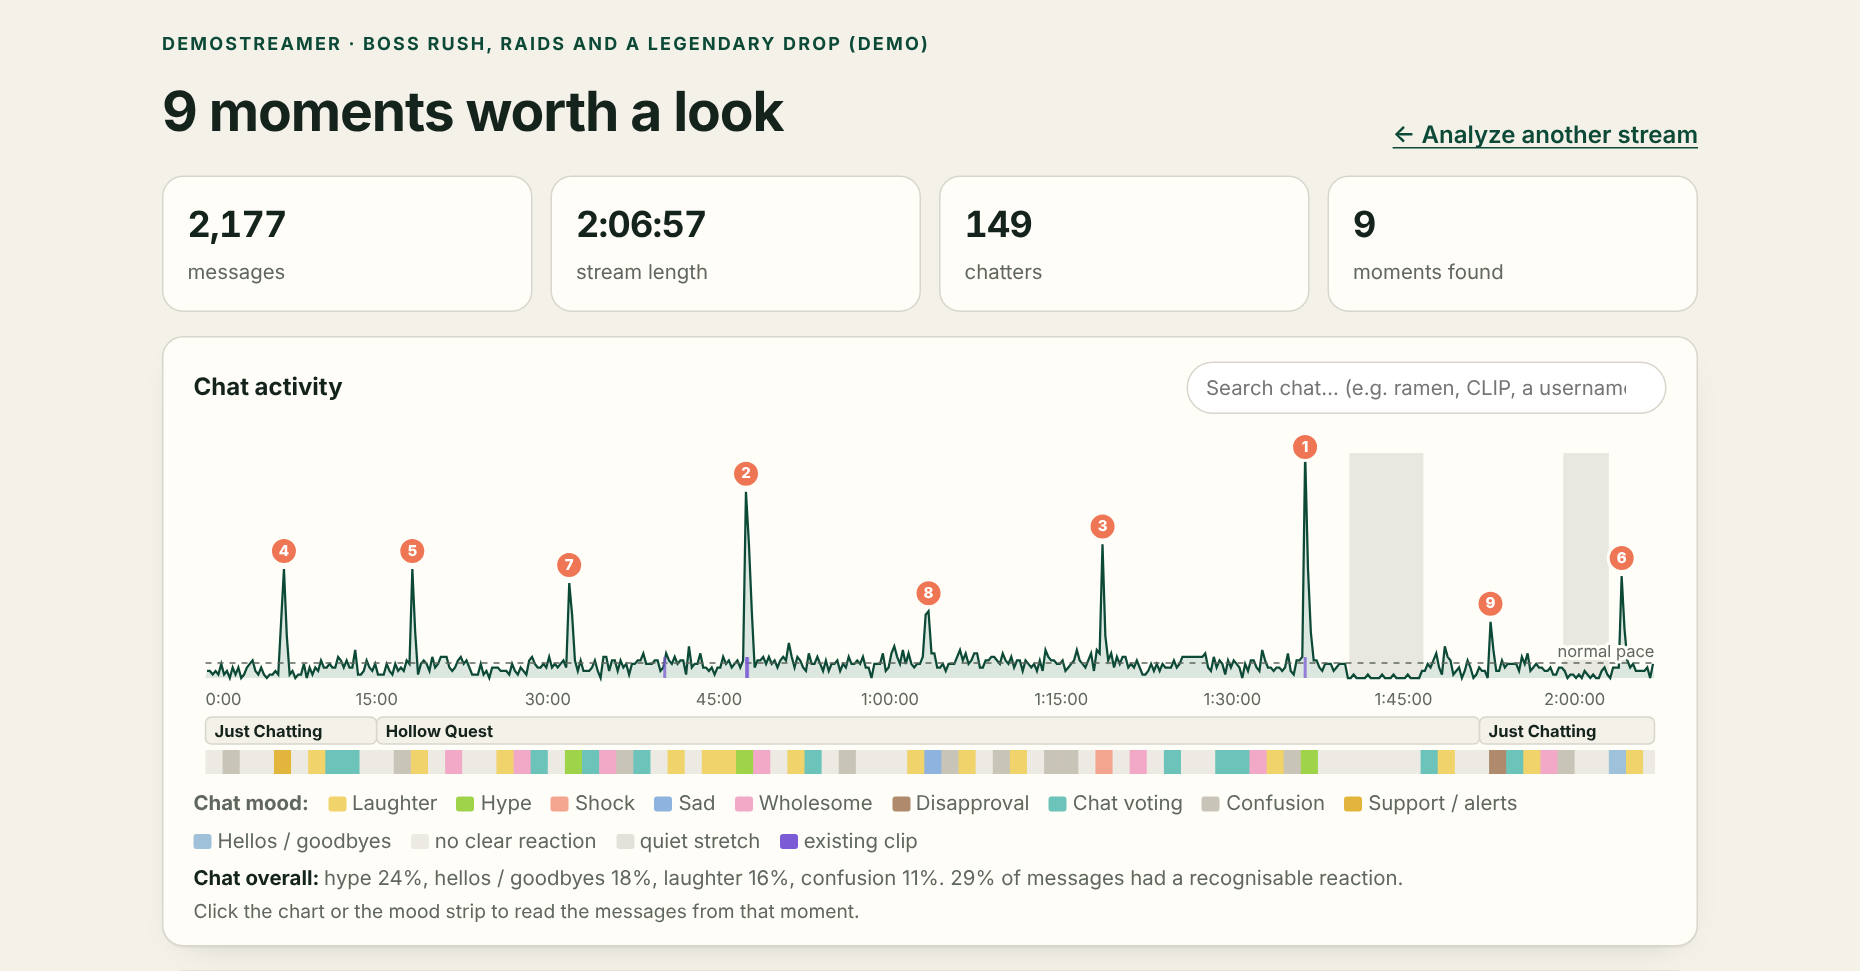 DEMOSTREAMER · BOSS RUSH, RAIDS AND A LEGENDARY DROP (DEMO)
9 moments worth a look
← Analyze another stream
2,177
messages
2:06:57
stream length
149
chatters
9
moments found
Chat activity
Search chat... (e.g. ramen, CLIP, a username
1
2
3
4
5
7
6
8
9
normal pace
0:00 15:00 30:00 45:00 1:00:00 1:15:00 1:30:00 1:45:00 2:00:00
Just Chatting Hollow Quest Just Chatting
Chat mood: Laughter Hype Shock Sad Wholesome Disapproval Chat voting Confusion Support / alerts
Hellos / goodbyes no clear reaction quiet stretch existing clip
Chat overall: hype 24%, hellos / goodbyes 18%, laughter 16%, confusion 11%. 29% of messages had a recognisable reaction.
Click the chart or the mood strip to read the messages from that moment.